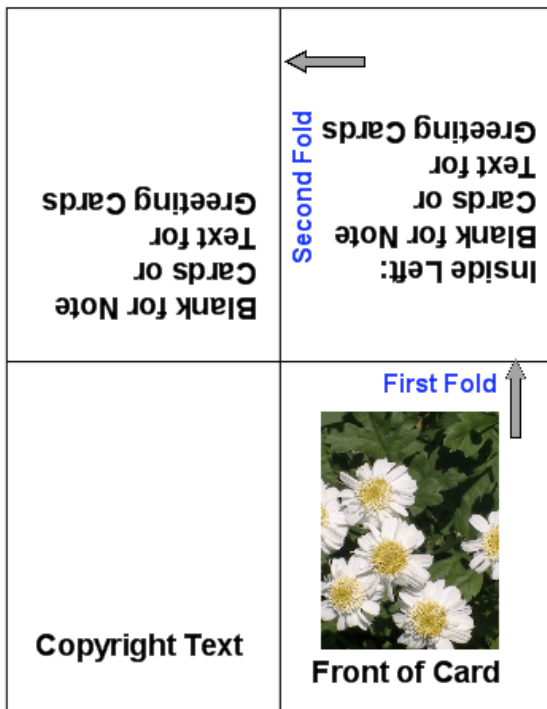 Blank for Note
Cards or
Text for
Greeting Cards
Inside Left:
Blank for Note
Cards or
Text for
Greeting Cards
Second Fold
First Fold
Copyright Text
Front of Card